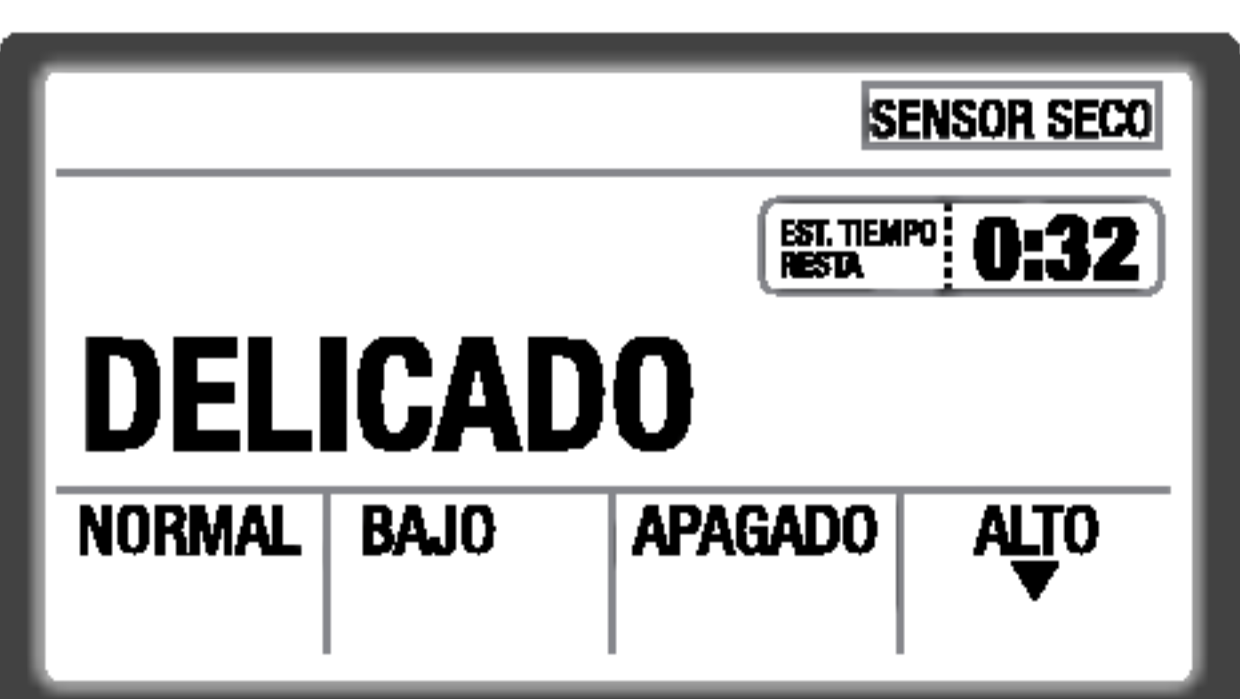 SENSOR SECO
EST. TIEMPO
RESTA
0:32
DELICADO
NORMAL
BAJO
APAGADO
ALTO